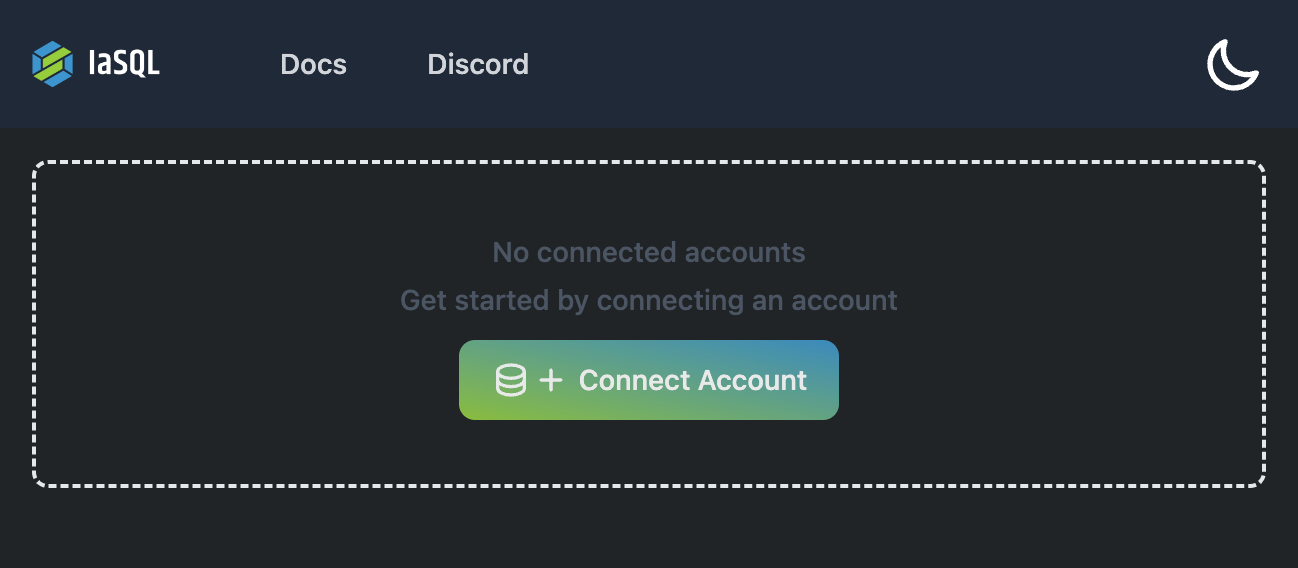 IaSQL
Docs
Discord
No connected accounts
Get started by connecting an account
Connect Account